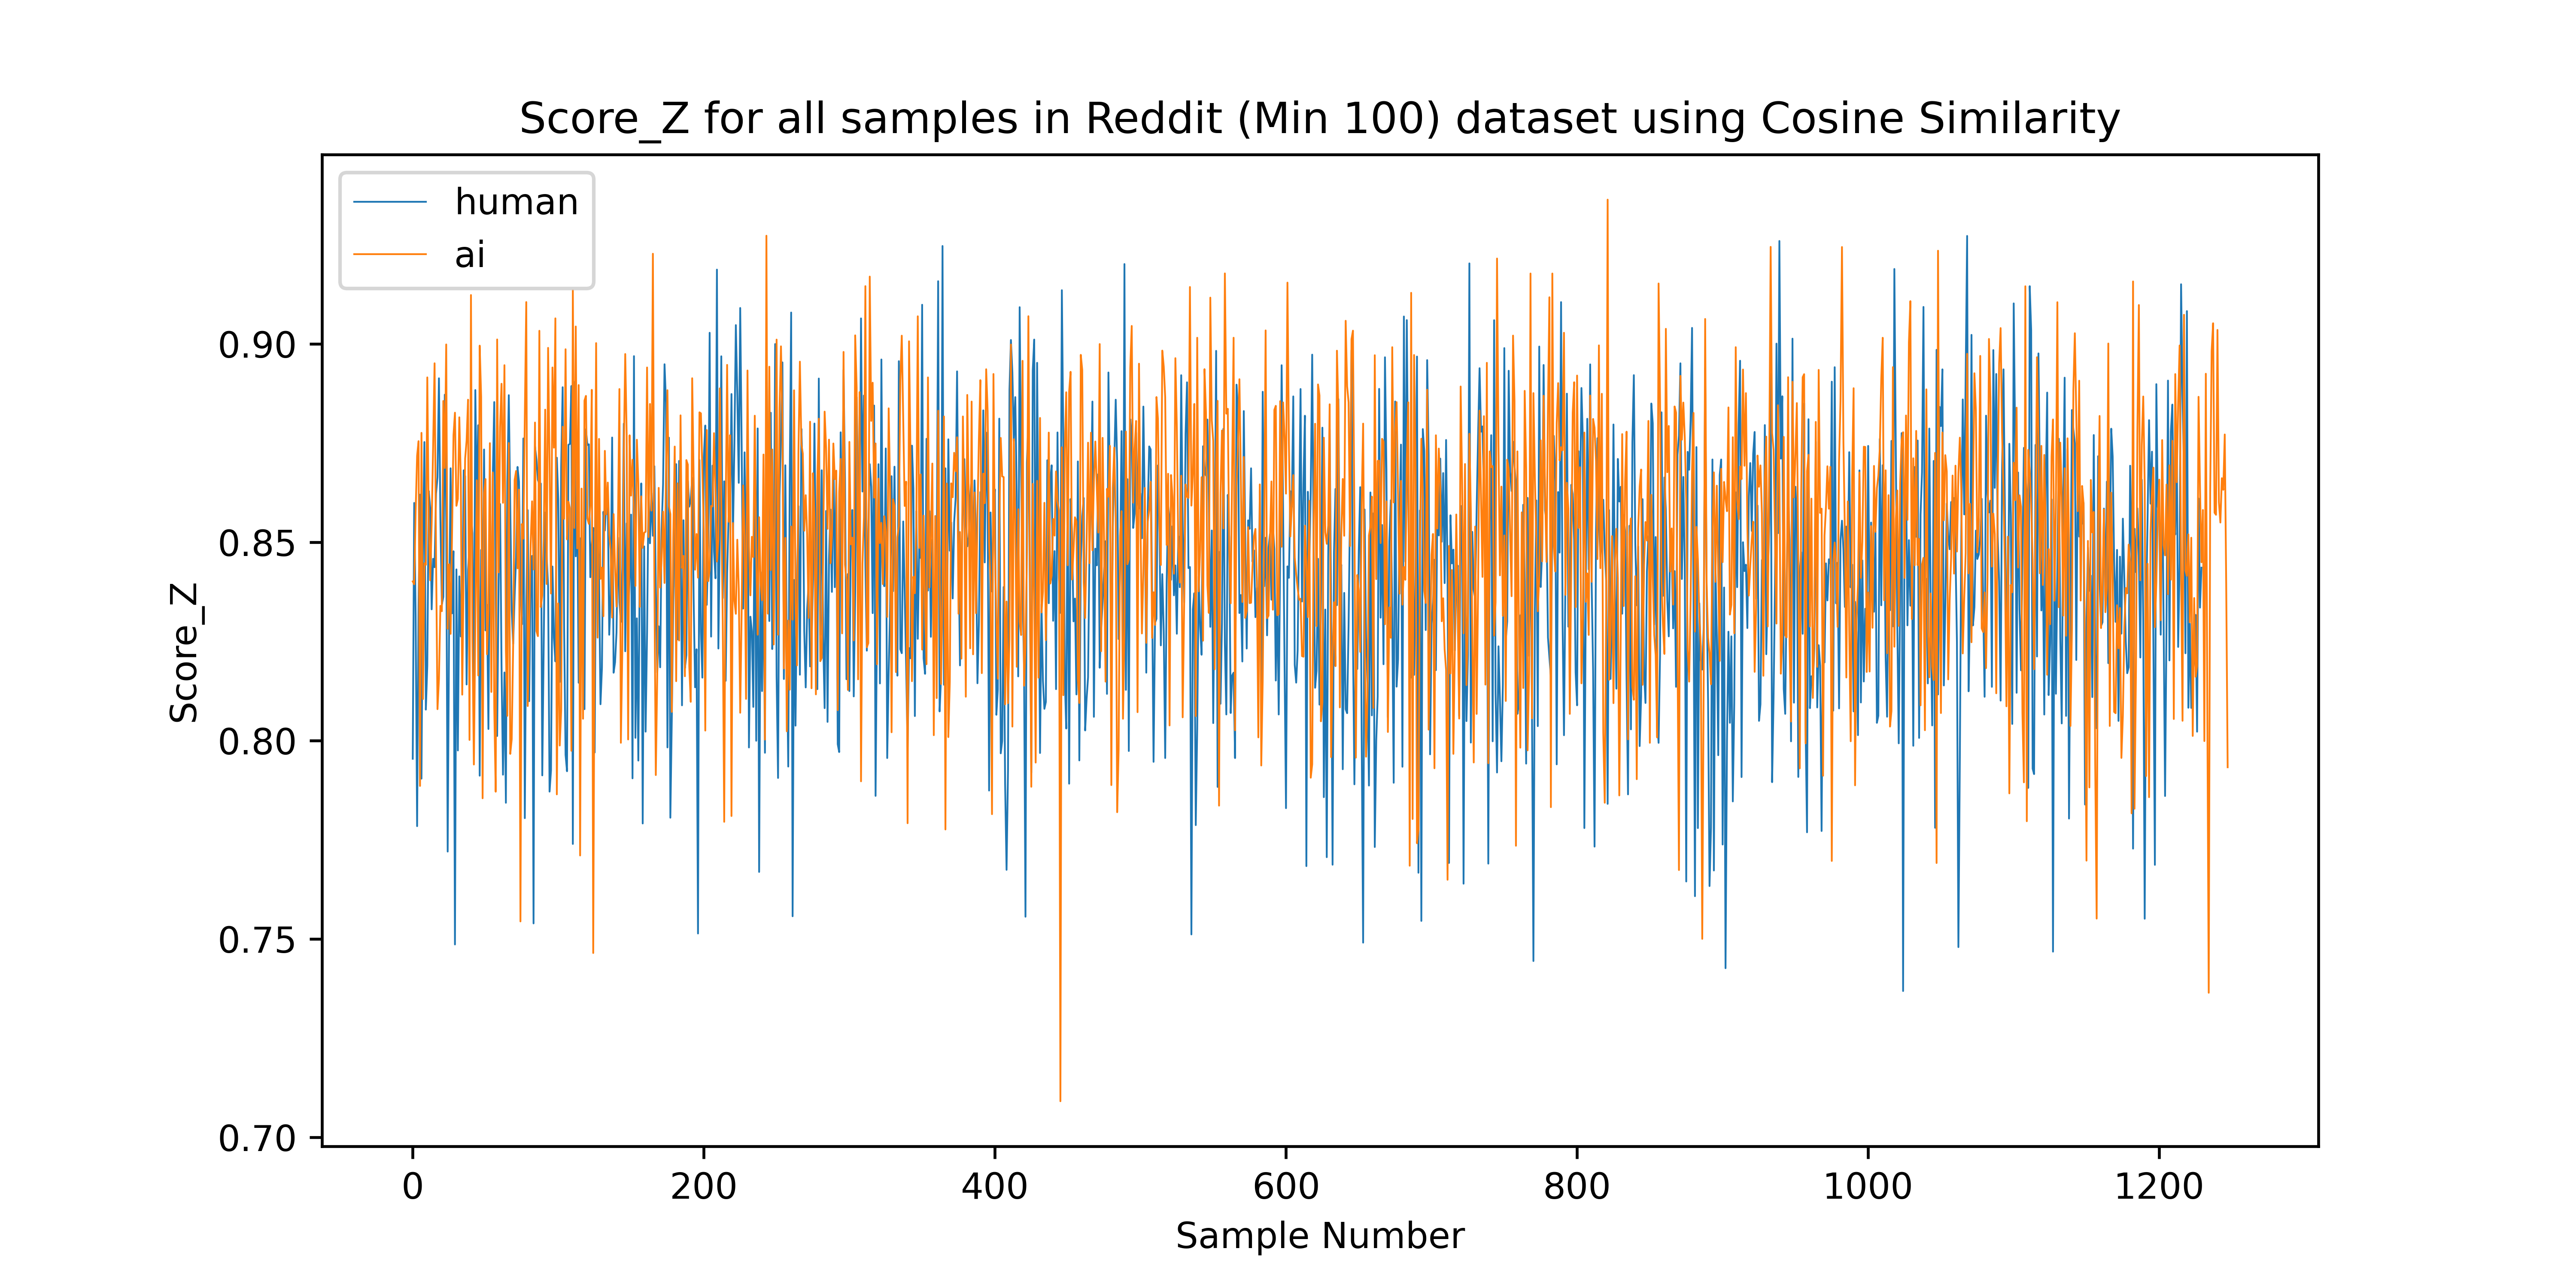 Score_Z for all samples in Reddit (Min 100) dataset using Cosine Similarity
human
ai
0.90
0.85
0.80
0.75
0.70
Score_Z
0 200 400 600 800 1000 1200
Sample Number